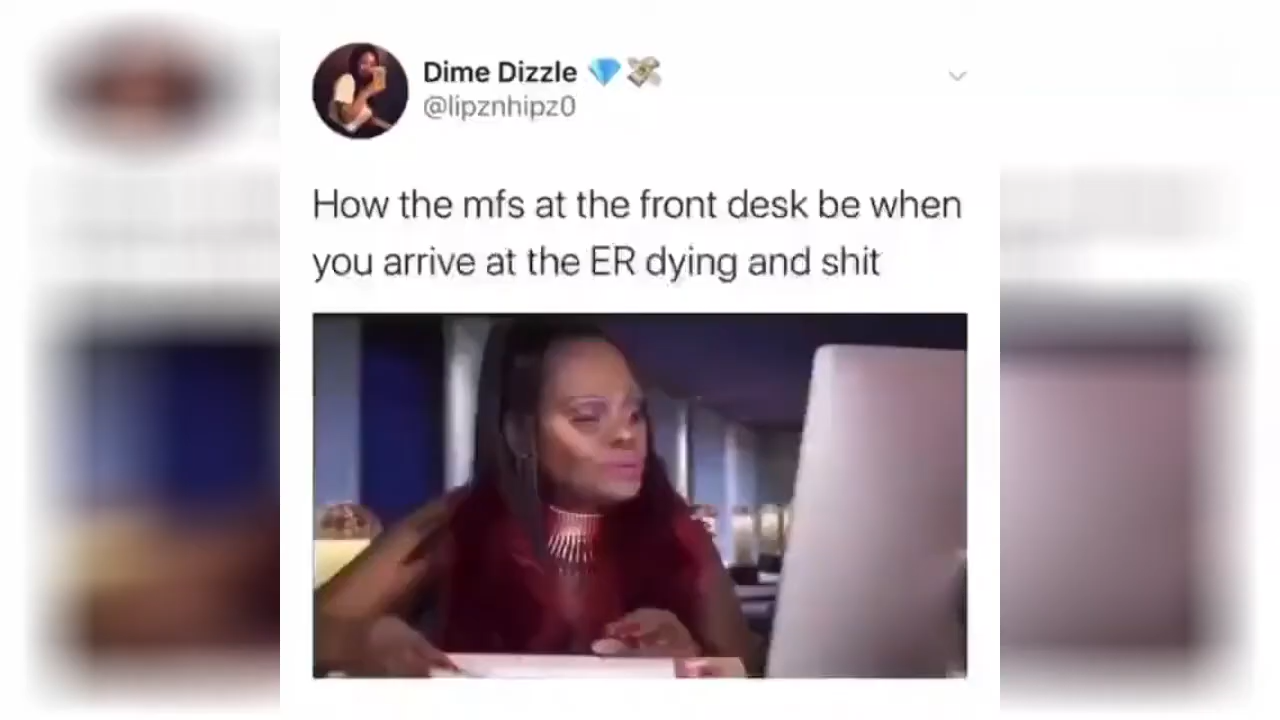 Dime Dizzle 💎💸
@lipznhipz0
How the mfs at the front desk be when
you arrive at the ER dying and shit